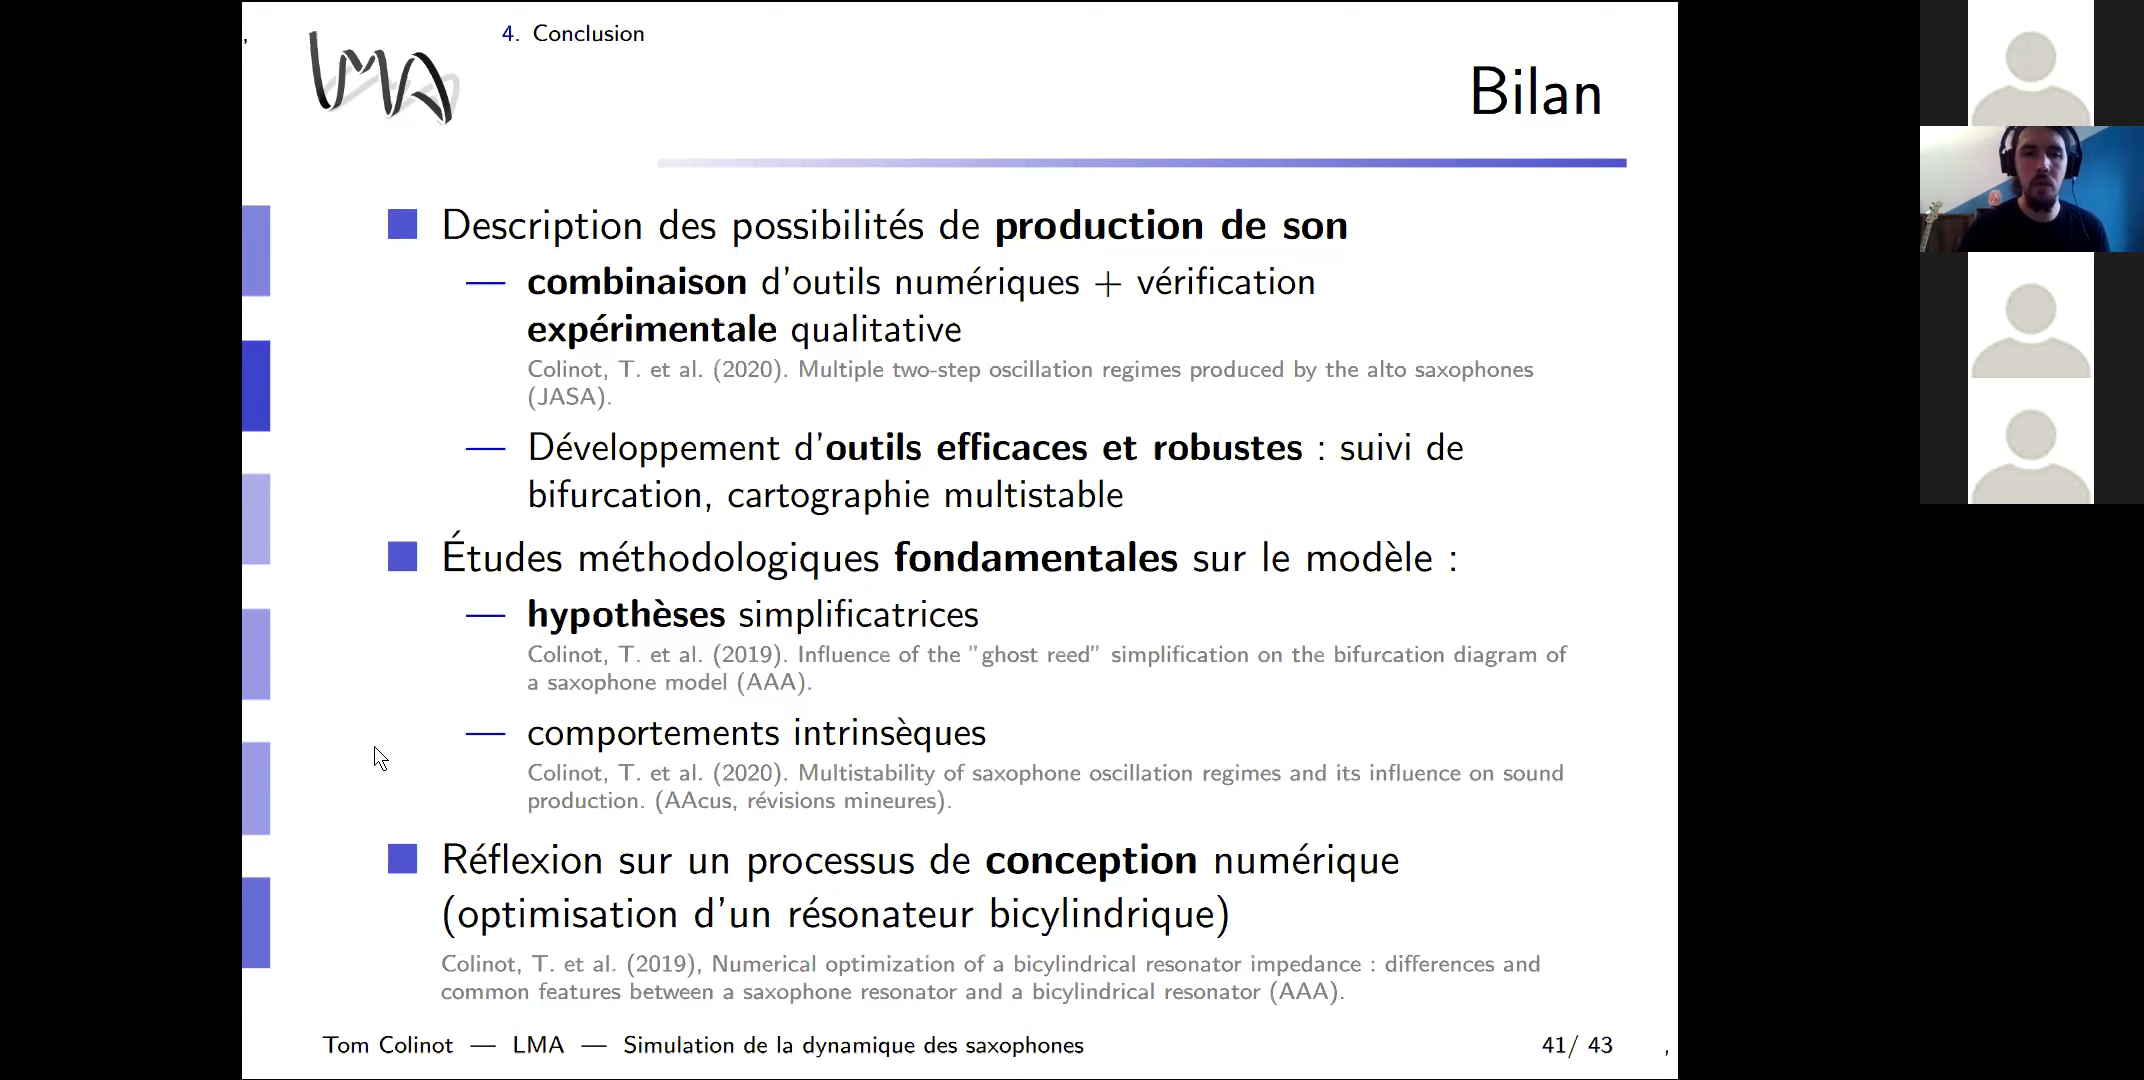 4. Conclusion
LMA
Bilan
Description des possibilités de production de son
— combinaison d'outils numériques + vérification
expérimentale qualitative
Colinot, T. et al. (2020). Multiple two-step oscillation regimes produced by the alto saxophones
(JASA).
— Développement d'outils efficaces et robustes : suivi de
bifurcation, cartographie multistable
Études méthodologiques fondamentales sur le modèle :
— hypothèses simplificatrices
Colinot, T. et al. (2019). Influence of the "ghost reed" simplification on the bifurcation diagram of
a saxophone model (AAA).
— comportements intrinsèques
Colinot, T. et al. (2020). Multistability of saxophone oscillation regimes and its influence on sound
production. (AAcus, révisions mineures).
Réflexion sur un processus de conception numérique
(optimisation d'un résonateur bicylindrique)
Colinot, T. et al. (2019), Numerical optimization of a bicylindrical resonator impedance : differences and
common features between a saxophone resonator and a bicylindrical resonator (AAA).
Tom Colinot — LMA — Simulation de la dynamique des saxophones 41/ 43